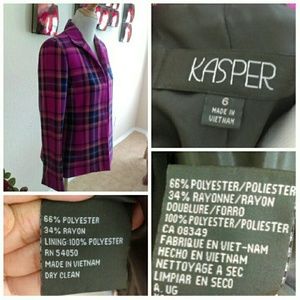 KASPER
6
MADE IN
VIETNAM
66% POLYESTER
34% RAYON
LINING:100% POLYESTER
RN 54050
MADE IN VIETNAM
DRY CLEAN
66% POLYESTER/POLIESTER
34% RAYONNE/RAYON
DOUBLURE/FORRO
100% POLYESTER/POLIESTER
CA 08349
FABRIQUE EN VIET-NAM
HECHO EN VIETNAM
NETTOYAGE A SEC
LIMPIAR EN SECO
A. UG